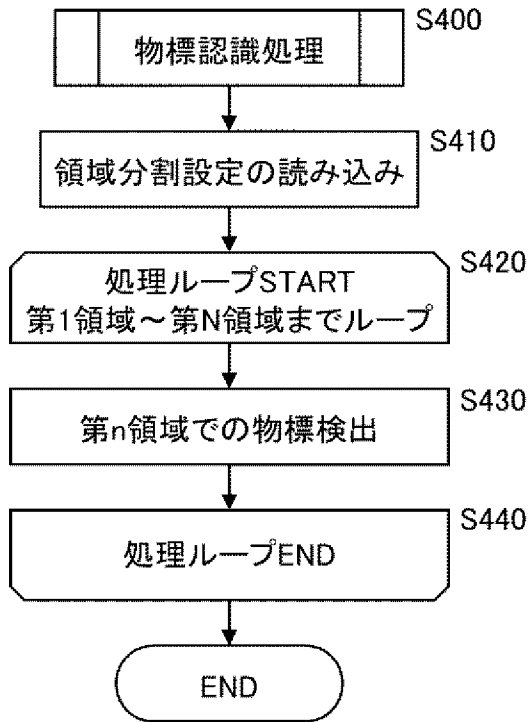 S400
物標認識処理
S410
領域分割設定の読み込み
S420
処理ループSTART
第1領域～第N領域までループ
S430
第n領域での物標検出
S440
処理ループEND
END